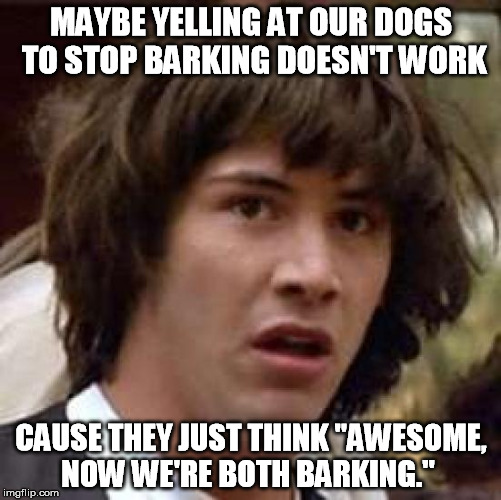 MAYBE YELLING AT OUR DOGS
TO STOP BARKING DOESN'T WORK
CAUSE THEY JUST THINK "AWESOME,
NOW WE'RE BOTH BARKING."
imgflip.com